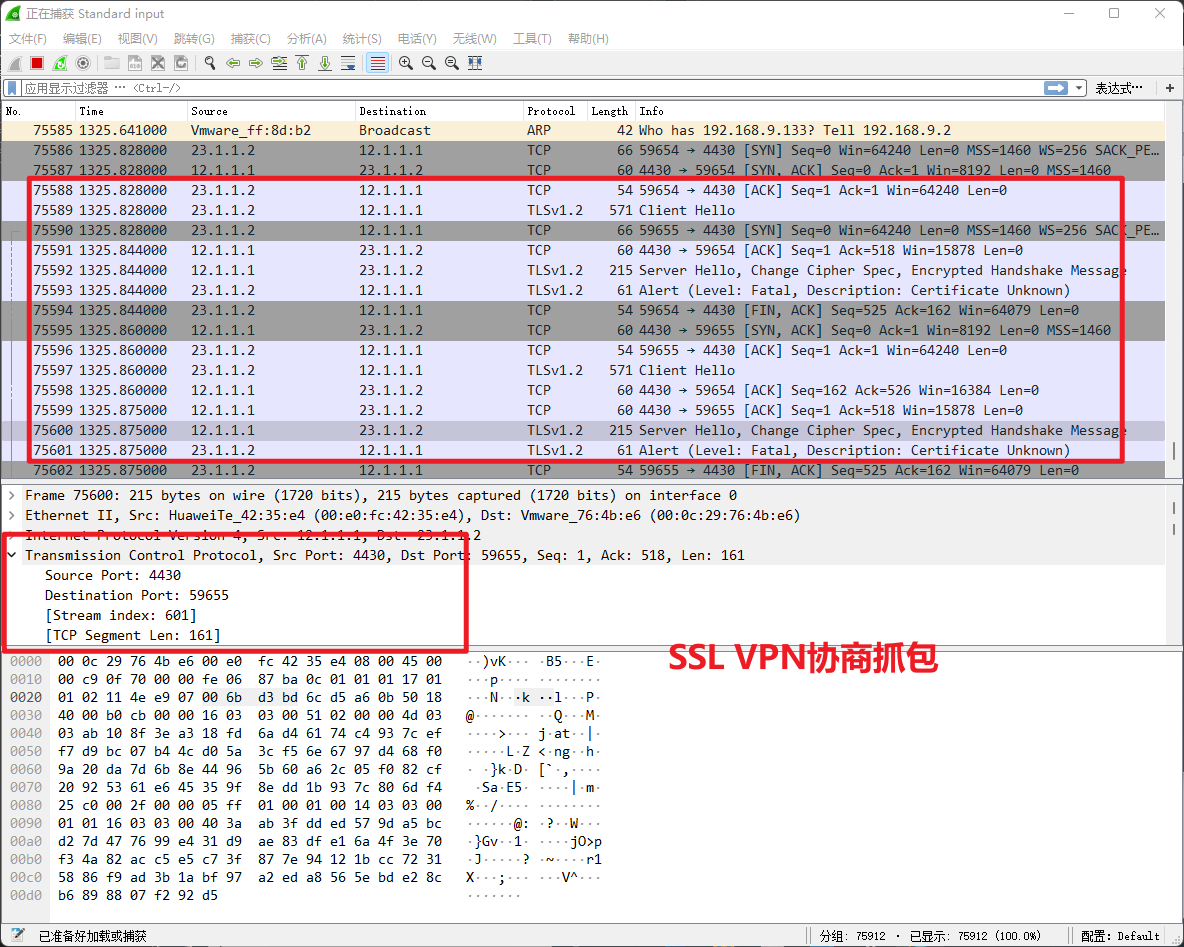 正在捕获 Standard input
文件(F) 编辑(E) 视图(V) 跳转(G) 捕获(C) 分析(A) 统计(S) 电话(Y) 无线(W) 工具(T) 帮助(H)
应用显示过滤器 … <Ctrl-/> 表达式… +
No. Time Source Destination Protocol Length Info
75585 1325.641000 Vmware_ff:8d:b2 Broadcast ARP 42 Who has 192.168.9.133? Tell 192.168.9.2
75586 1325.828000 23.1.1.2 12.1.1.1 TCP 66 59654 → 4430 [SYN] Seq=0 Win=64240 Len=0 MSS=1460 WS=256 SACK_PE…
75587 1325.828000 12.1.1.1 23.1.1.2 TCP 60 4430 → 59654 [SYN, ACK] Seq=0 Ack=1 Win=8192 Len=0 MSS=1460
75588 1325.828000 23.1.1.2 12.1.1.1 TCP 54 59654 → 4430 [ACK] Seq=1 Ack=1 Win=64240 Len=0
75589 1325.828000 23.1.1.2 12.1.1.1 TLSv1.2 571 Client Hello
75590 1325.828000 23.1.1.2 12.1.1.1 TCP 66 59655 → 4430 [SYN] Seq=0 Win=64240 Len=0 MSS=1460 WS=256 SACK_PE…
75591 1325.844000 12.1.1.1 23.1.1.2 TCP 60 4430 → 59654 [ACK] Seq=1 Ack=518 Win=15878 Len=0
75592 1325.844000 12.1.1.1 23.1.1.2 TLSv1.2 215 Server Hello, Change Cipher Spec, Encrypted Handshake Message
75593 1325.844000 23.1.1.2 12.1.1.1 TLSv1.2 61 Alert (Level: Fatal, Description: Certificate Unknown)
75594 1325.844000 23.1.1.2 12.1.1.1 TCP 54 59654 → 4430 [FIN, ACK] Seq=525 Ack=162 Win=64079 Len=0
75595 1325.860000 12.1.1.1 23.1.1.2 TCP 60 4430 → 59655 [SYN, ACK] Seq=0 Ack=1 Win=8192 Len=0 MSS=1460
75596 1325.860000 23.1.1.2 12.1.1.1 TCP 54 59655 → 4430 [ACK] Seq=1 Ack=1 Win=64240 Len=0
75597 1325.860000 23.1.1.2 12.1.1.1 TLSv1.2 571 Client Hello
75598 1325.860000 12.1.1.1 23.1.1.2 TCP 60 4430 → 59654 [ACK] Seq=162 Ack=526 Win=16384 Len=0
75599 1325.875000 12.1.1.1 23.1.1.2 TCP 60 4430 → 59655 [ACK] Seq=1 Ack=518 Win=15878 Len=0
75600 1325.875000 12.1.1.1 23.1.1.2 TLSv1.2 215 Server Hello, Change Cipher Spec, Encrypted Handshake Message
75601 1325.875000 23.1.1.2 12.1.1.1 TLSv1.2 61 Alert (Level: Fatal, Description: Certificate Unknown)
75602 1325.875000 23.1.1.2 12.1.1.1 TCP 54 59655 → 4430 [FIN, ACK] Seq=525 Ack=162 Win=64079 Len=0
Frame 75600: 215 bytes on wire (1720 bits), 215 bytes captured (1720 bits) on interface 0
Ethernet II, Src: HuaweiTe_42:35:e4 (00:e0:fc:42:35:e4), Dst: Vmware_76:4b:e6 (00:0c:29:76:4b:e6)
Internet Protocol Version 4, Src: 12.1.1.1, Dst: 23.1.1.2
Transmission Control Protocol, Src Port: 4430, Dst Port: 59655, Seq: 1, Ack: 518, Len: 161
Source Port: 4430
Destination Port: 59655
[Stream index: 601]
[TCP Segment Len: 161]
SSL VPN协商抓包
0000 00 0c 29 76 4b e6 00 e0 fc 42 35 e4 08 00 45 00 ··)vK··· ·B5···E·
0010 00 c9 0f 70 00 00 fe 06 87 ba 0c 01 01 01 17 01 ···p···· ········
0020 01 02 11 4e e9 07 00 6b d3 bd 6c d5 a6 0b 50 18 ···N···k ··l···P·
0030 40 00 b0 cb 00 00 16 03 03 00 51 02 00 00 4d 03 @······· ··Q···M·
0040 03 ab 10 8f 3e a3 18 fd 6a d4 61 74 c4 93 7c ef ····>··· j·at··|·
0050 f7 d9 bc 07 b4 4c d0 5a 3c f5 6e 67 97 d4 68 f0 ·····L·Z <·ng··h·
0060 9a 20 da 7d 6b 8e 44 96 5b 60 a6 2c 05 f0 82 cf · ·}k·D· [`·,····
0070 20 92 53 61 e6 45 35 9f 8e dd 1b 93 7c 80 6d f4 ·Sa·E5· ····|·m·
0080 25 c0 00 2f 00 00 05 ff 01 00 01 00 14 03 03 00 %··/···· ········
0090 01 01 16 03 03 00 40 3a ab 3f dd ed 57 9d a5 bc ······@: ·?··W···
00a0 d2 7d 47 76 99 e4 31 d9 ae 83 df e1 6a 4f 3e 70 ·}Gv··1· ····jO>p
00b0 f3 4a 82 ac c5 e5 c7 3f 87 7e 94 12 1b cc 72 31 ·J·····? ·~····r1
00c0 58 86 f9 ad 3b 1a bf 97 a2 ed a8 56 5e bd e2 8c X···;··· ···V^···
00d0 b6 89 88 07 f2 92 d5 ·······
已准备好加载或捕获 分组: 75912 · 已显示: 75912 (100.0%) 配置: Default